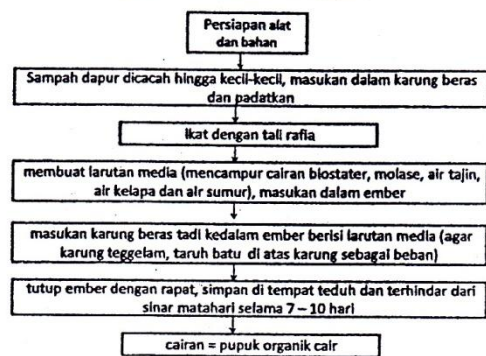 Persiapan alat
dan bahan
Sampah dapur dicacah hingga kecil-kecil, masukan dalam karung beras
dan padatkan
Ikat dengan tali rafia
membuat larutan media (mencampur cairan biostater, molase, air tajin,
air kelapa dan air sumur), masukan dalam ember
masukan karung beras tadi kedalam ember berisi larutan media (agar
karung teggelam, taruh batu di atas karung sebagai beban)
tutup ember dengan rapat, simpan di tempat teduh dan terhindar dari
sinar matahari selama 7 – 10 hari
cairan = pupuk organik cair